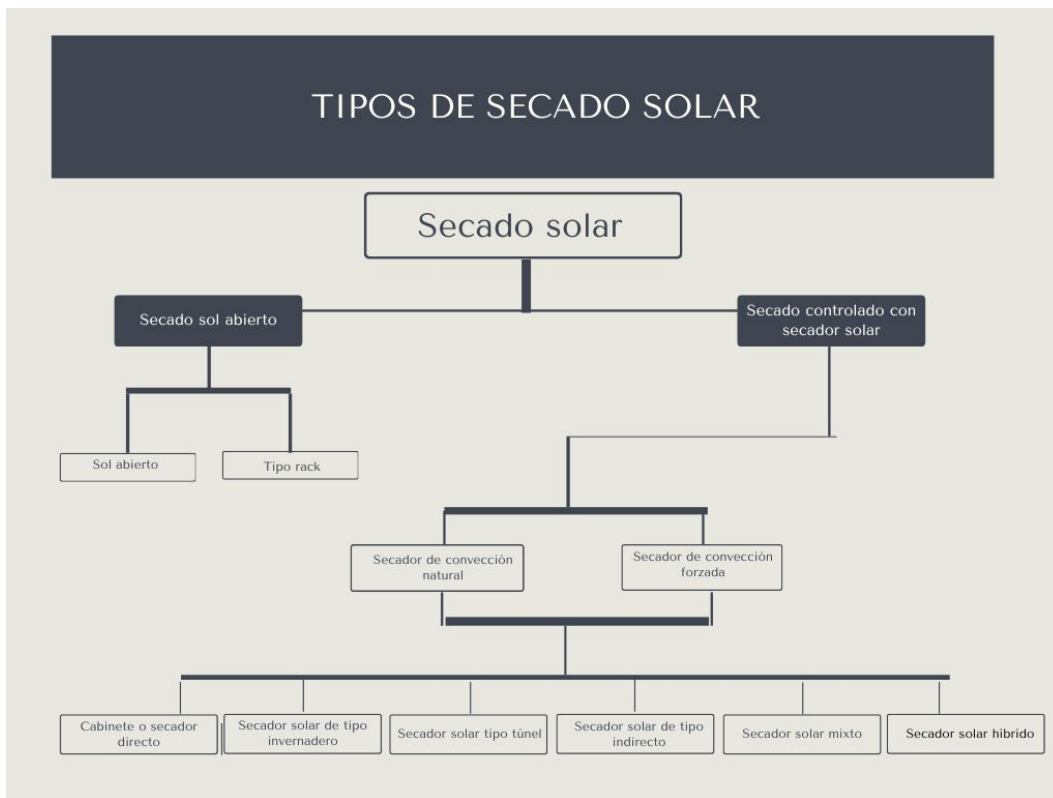 TIPOS DE SECADO SOLAR
Secado solar
Secado sol abierto
Secado controlado con
secador solar
Sol abierto
Tipo rack
Secador de convección
natural
Secador de convección
forzada
Cabinete o secador
directo
Secador solar de tipo
invernadero
Secador solar tipo túnel
Secador solar de tipo
indirecto
Secador solar mixto
Secador solar híbrido